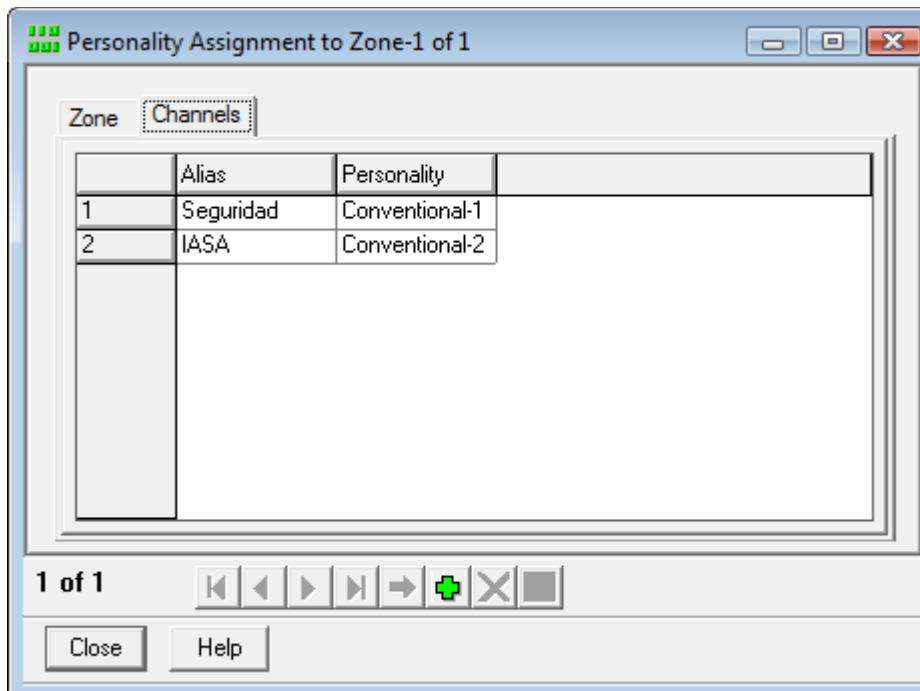 Personality Assignment to Zone-1 of 1
Zone Channels
Alias Personality
1 Seguridad Conventional-1
2 IASA Conventional-2
1 of 1
Close Help